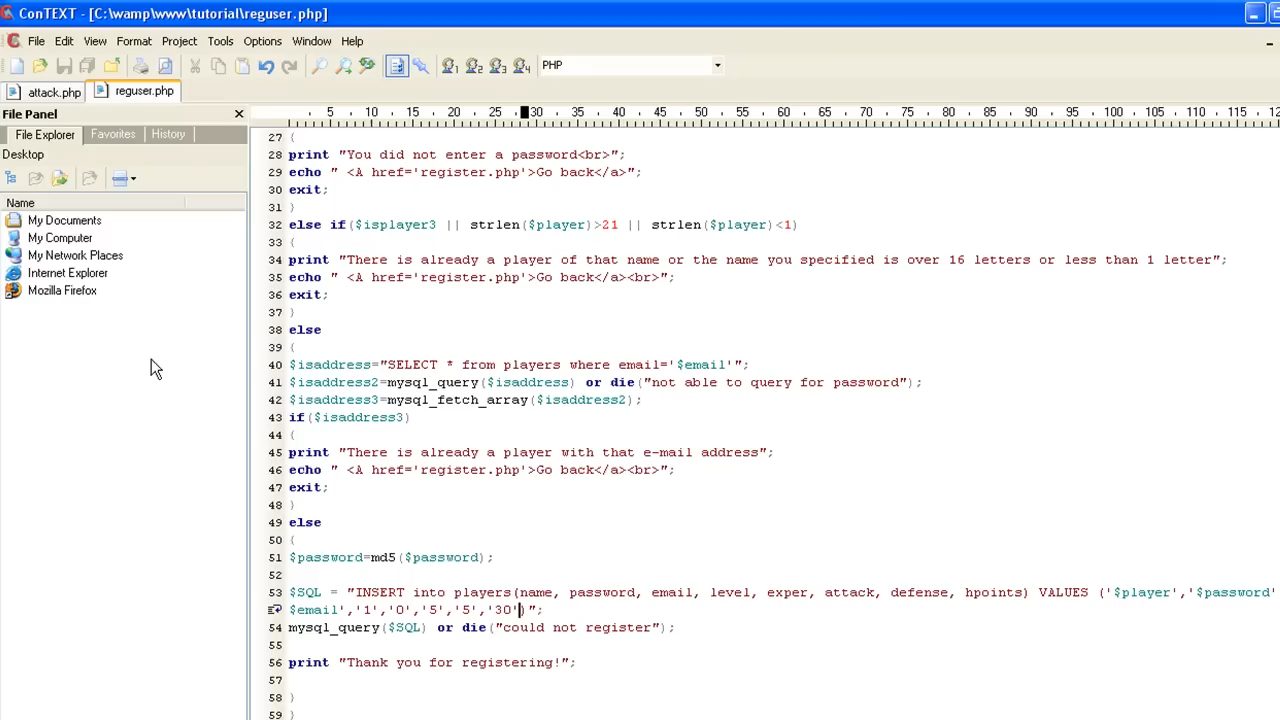 ConTEXT - [C:\wamp\www\tutorial\reguser.php]
File Edit View Format Project Tools Options Window Help
1 2 3 4 PHP
attack.php reguser.php
File Panel
File Explorer Favorites History
Desktop
Name
My Documents
My Computer
My Network Places
Internet Explorer
Mozilla Firefox
5 10 15 20 25 30 35 40 45 50 55 60 65 70 75 80 85 90 95 100 105 110 115 12
27 {
28 print "You did not enter a password<br>";
29 echo " <A href='register.php'>Go back</a>";
30 exit;
31 }
32 else if($isplayer3 || strlen($player)>21 || strlen($player)<1)
33 {
34 print "There is already a player of that name or the name you specified is over 16 letters or less than 1 letter";
35 echo " <A href='register.php'>Go back</a><br>";
36 exit;
37 }
38 else
39 {
40 $isaddress="SELECT * from players where email='$email'";
41 $isaddress2=mysql_query($isaddress) or die("not able to query for password");
42 $isaddress3=mysql_fetch_array($isaddress2);
43 if($isaddress3)
44 {
45 print "There is already a player with that e-mail address";
46 echo " <A href='register.php'>Go back</a><br>";
47 exit;
48 }
49 else
50 {
51 $password=md5($password);
52
53 $SQL = "INSERT into players(name, password, email, level, exper, attack, defense, hpoints) VALUES ('$player','$password'
$email','1','0','5','5','30')";
54 mysql_query($SQL) or die("could not register");
55
56 print "Thank you for registering!";
57
58 }
59 }